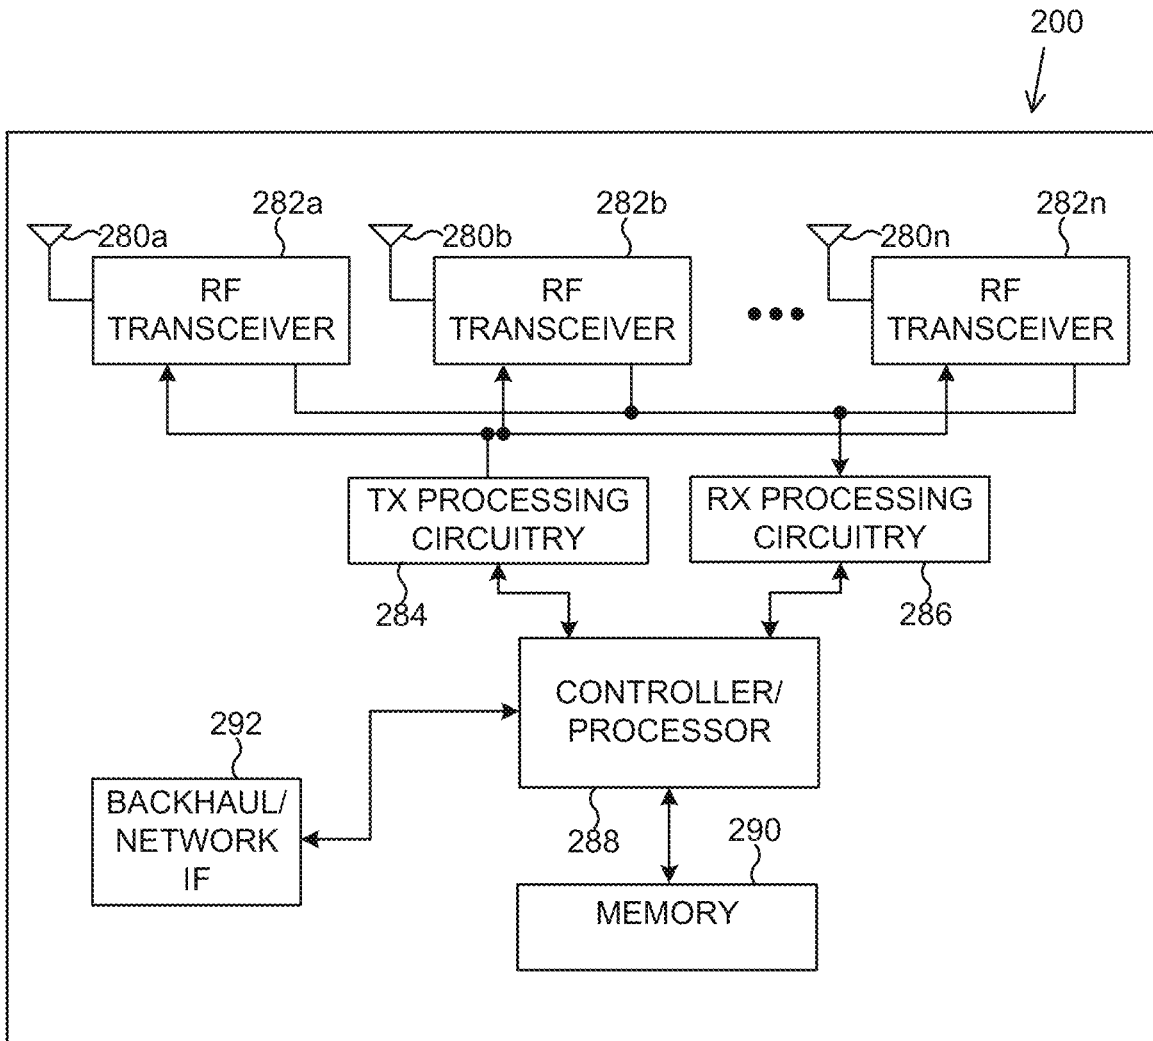 200
282a
282b
282n
280a
280b
280n
RF
TRANSCEIVER
RF
TRANSCEIVER
RF
TRANSCEIVER
TX PROCESSING
CIRCUITRY
RX PROCESSING
CIRCUITRY
284
286
CONTROLLER/
PROCESSOR
292
BACKHAUL/
NETWORK
IF
288
290
MEMORY